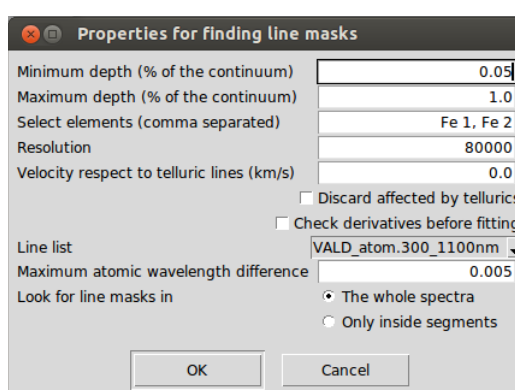 Properties for finding line masks
Minimum depth (% of the continuum) 0.05
Maximum depth (% of the continuum) 1.0
Select elements (comma separated) Fe 1, Fe 2
Resolution 80000
Velocity respect to telluric lines (km/s) 0.0
Discard affected by tellurics
Check derivatives before fitting
Line list VALD_atom.300_1100nm
Maximum atomic wavelength difference 0.005
Look for line masks in The whole spectra
Only inside segments
OK Cancel